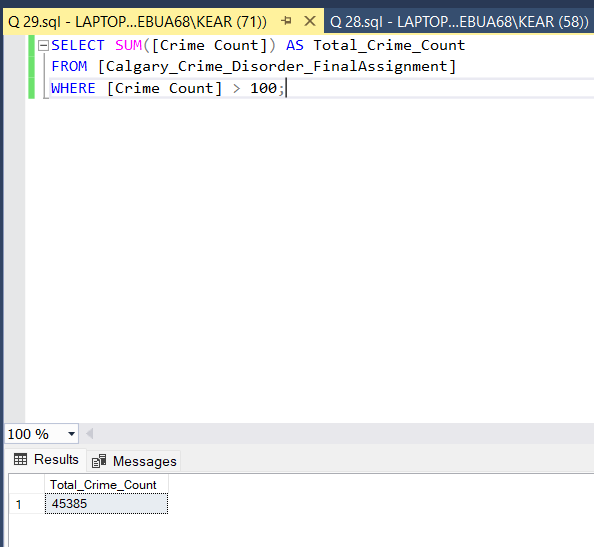 Q 29.sql - LAPTOP...EBUA68\KEAR (71))
Q 28.sql - LAPTOP...EBUA68\KEAR (58))
SELECT SUM([Crime Count]) AS Total_Crime_Count
FROM [Calgary_Crime_Disorder_FinalAssignment]
WHERE [Crime Count] > 100;
100 %
Results Messages
Total_Crime_Count
1 45385